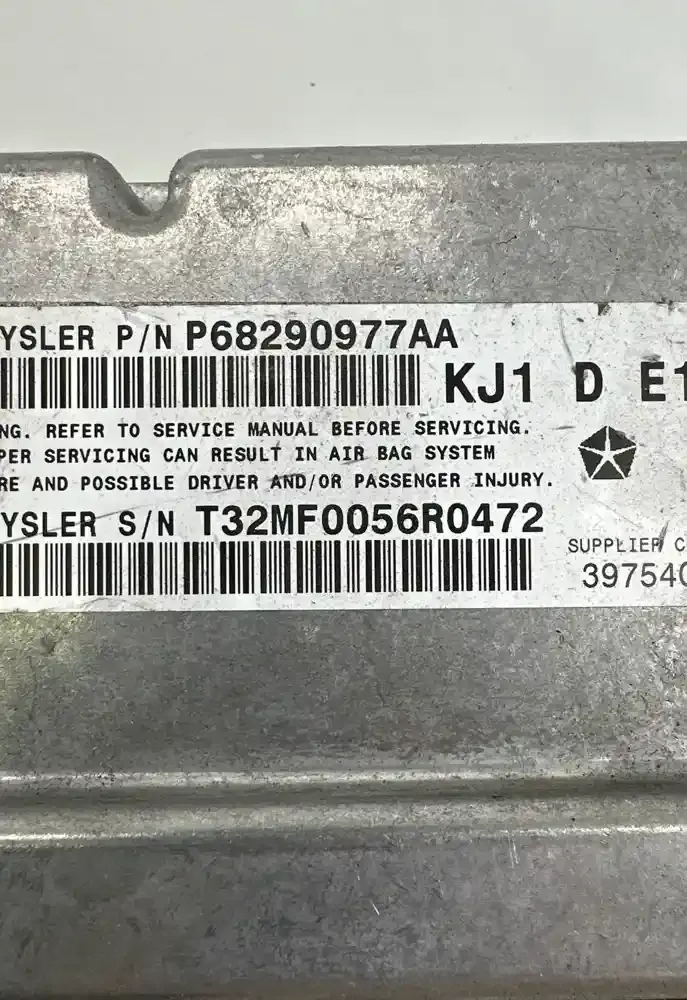 YSLER P/N P68290977AA
KJ1 D E1
NG. REFER TO SERVICE MANUAL BEFORE SERVICING.
PER SERVICING CAN RESULT IN AIR BAG SYSTEM
RE AND POSSIBLE DRIVER AND/OR PASSENGER INJURY.
YSLER S/N T32MF0056R0472
SUPPLIER C
397540